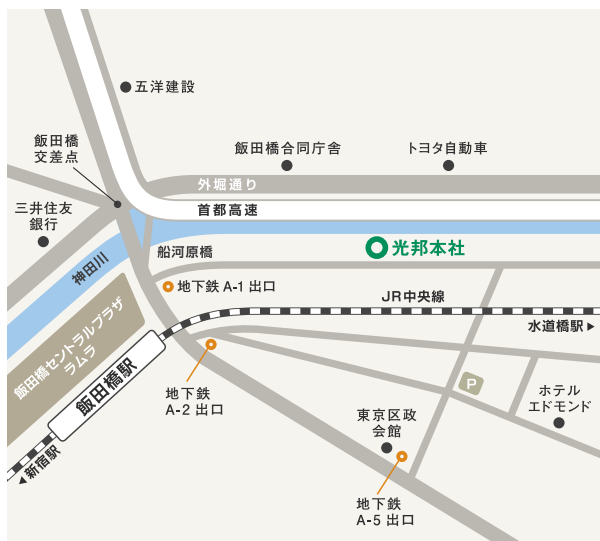 五洋建設
飯田橋
交差点
飯田橋合同庁舎
トヨタ自動車
外堀通り
首都高速
三井住友
銀行
船河原橋
光邦本社
神田川
地下鉄 A-1 出口
JR中央線
水道橋駅▶
飯田橋セントラルプラザ
ラムラ
飯田橋駅
地下鉄
A-2 出口
P
ホテル
エドモンド
東京区政
会館
◀新宿駅
地下鉄
A-5 出口